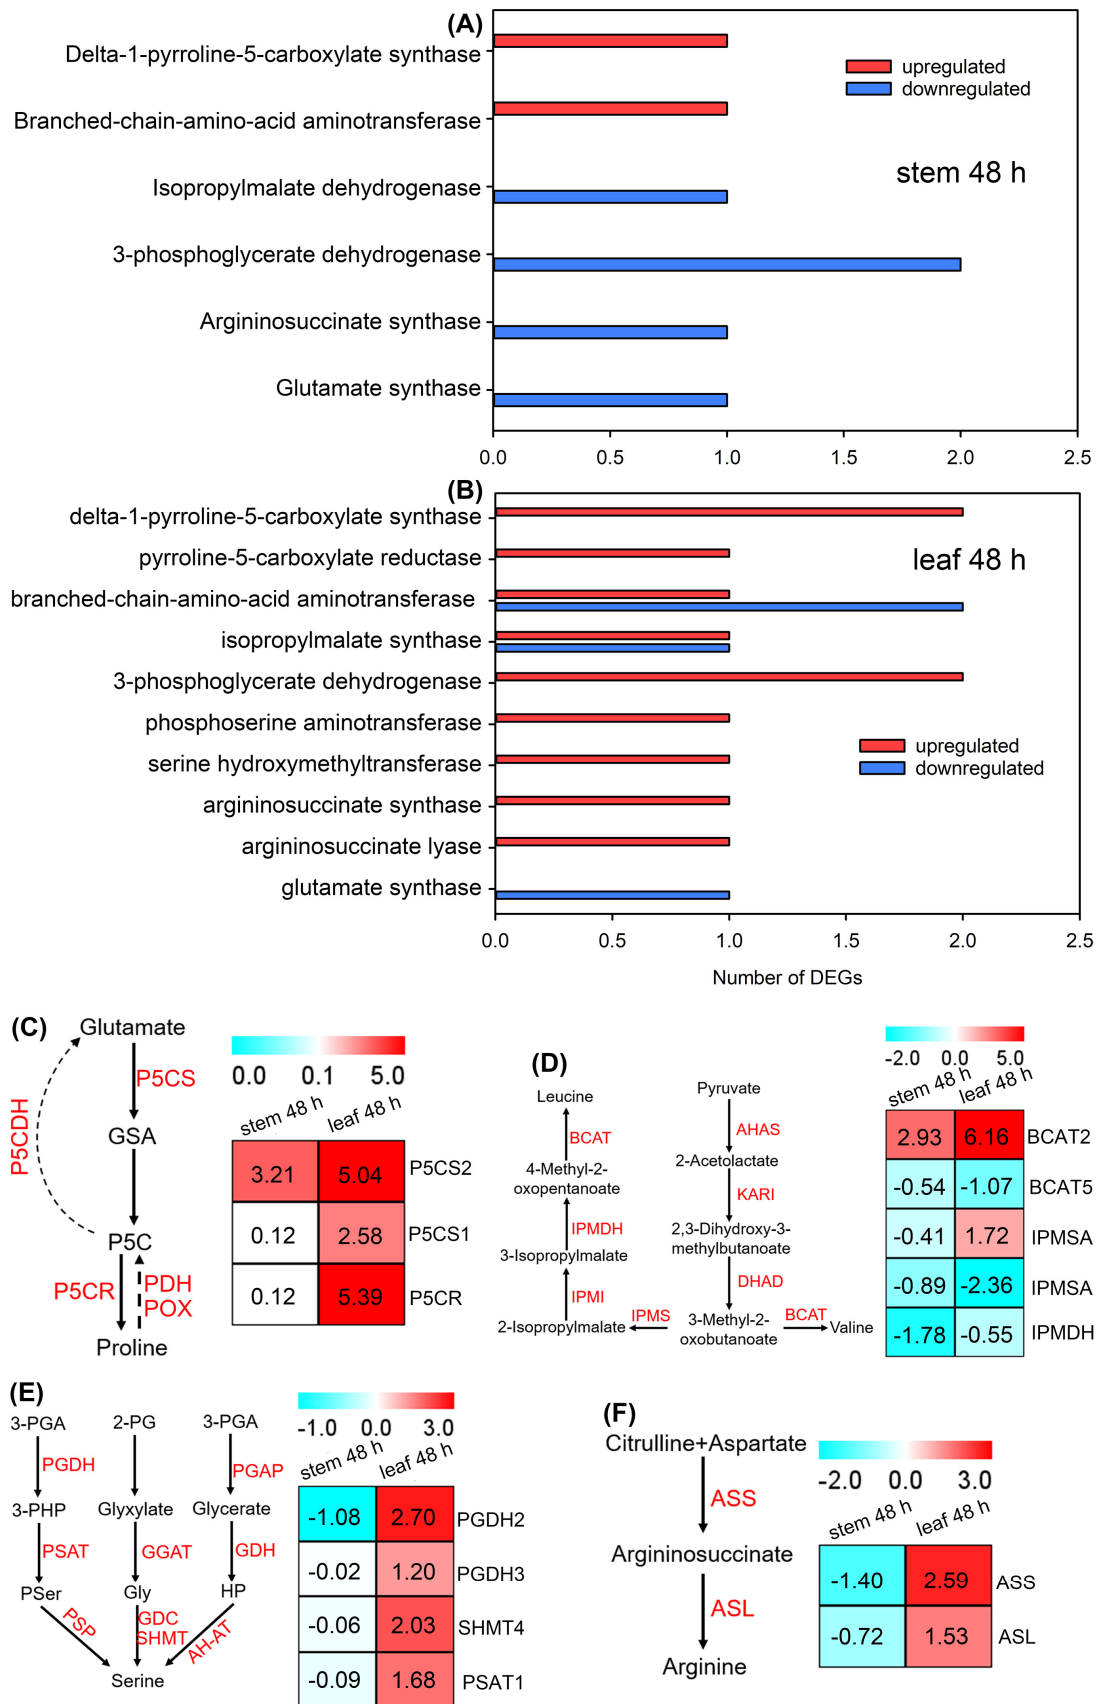 (A)
Delta-1-pyrroline-5-carboxylate synthase
Branched-chain-amino-acid aminotransferase
Isopropylmalate dehydrogenase
3-phosphoglycerate dehydrogenase
Argininosuccinate synthase
Glutamate synthase
upregulated
downregulated
stem 48 h
0.0 0.5 1.0 1.5 2.0 2.5
(B)
delta-1-pyrroline-5-carboxylate synthase
pyrroline-5-carboxylate reductase
branched-chain-amino-acid aminotransferase
isopropylmalate synthase
3-phosphoglycerate dehydrogenase
phosphoserine aminotransferase
serine hydroxymethyltransferase
argininosuccinate synthase
argininosuccinate lyase
glutamate synthase
leaf 48 h
upregulated
downregulated
0.0 0.5 1.0 1.5 2.0 2.5
Number of DEGs
(C)
Glutamate
P5CS
P5CDH
GSA
P5C
P5CR
PDH
POX
Proline
0.0 0.1 5.0
stem 48 h leaf 48 h
3.21 5.04 P5CS2
0.12 2.58 P5CS1
0.12 5.39 P5CR
(D)
Leucine
BCAT
4-Methyl-2-
oxopentanoate
IPMDH
3-Isopropylmalate
IPMI
2-Isopropylmalate
IPMS
Pyruvate
AHAS
2-Acetolactate
KARI
2,3-Dihydroxy-3-
methylbutanoate
DHAD
3-Methyl-2-
oxobutanoate
BCAT
Valine
-2.0 0.0 5.0
stem 48 h leaf 48 h
2.93 6.16 BCAT2
-0.54 -1.07 BCAT5
-0.41 1.72 IPMSA
-0.89 -2.36 IPMSA
-1.78 -0.55 IPMDH
(E)
3-PGA 2-PG 3-PGA
PGDH PGAP
3-PHP Glyxylate Glycerate
PSAT GGAT GDH
PSer Gly HP
PSP GDC
SHMT AH-AT
Serine
-1.0 0.0 3.0
stem 48 h leaf 48 h
-1.08 2.70 PGDH2
-0.02 1.20 PGDH3
-0.06 2.03 SHMT4
-0.09 1.68 PSAT1
(F)
Citrulline+Aspartate
ASS
Argininosuccinate
ASL
Arginine
-2.0 0.0 3.0
stem 48 h leaf 48 h
-1.40 2.59 ASS
-0.72 1.53 ASL